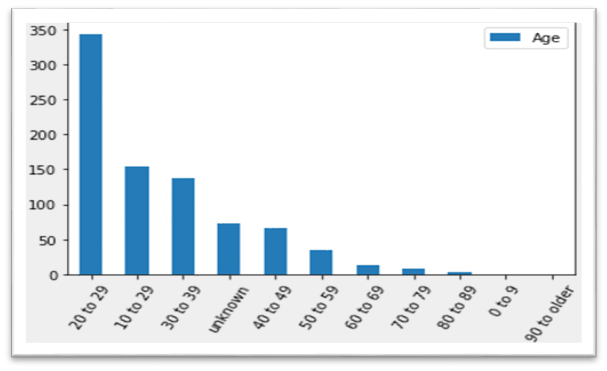 350
300
250
200
150
100
50
0
Age
20 to 29
10 to 29
30 to 39
unknown
40 to 49
50 to 59
60 to 69
70 to 79
80 to 89
0 to 9
90 to older